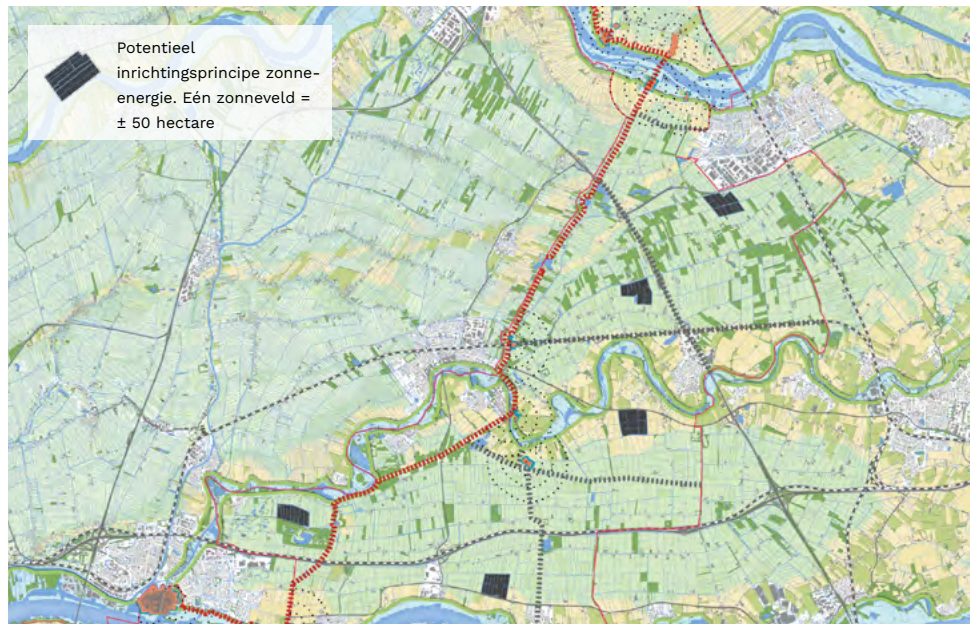 Potentieel
inrichtingsprincipe zonne-
energie. Eén zonneveld =
± 50 hectare